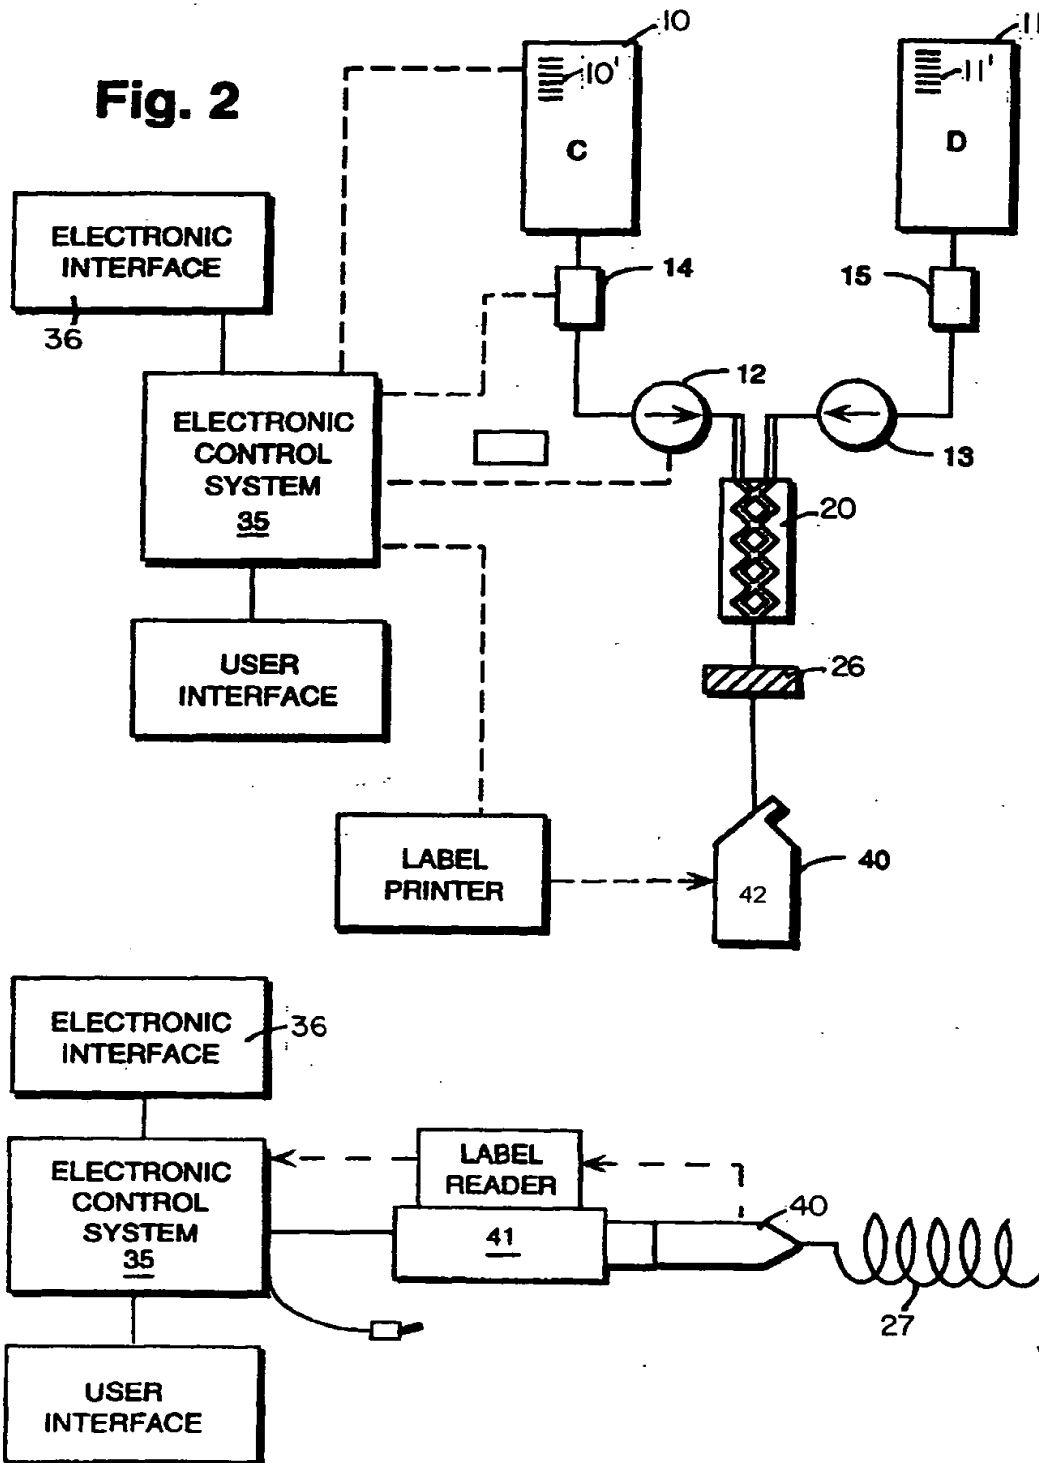 Fig. 2
10
10'
C
11
11'
D
ELECTRONIC
INTERFACE
36
14
15
12
13
ELECTRONIC
CONTROL
SYSTEM
35
20
USER
INTERFACE
26
LABEL
PRINTER
40
42
ELECTRONIC
INTERFACE
36
ELECTRONIC
CONTROL
SYSTEM
35
LABEL
READER
41
40
27
USER
INTERFACE